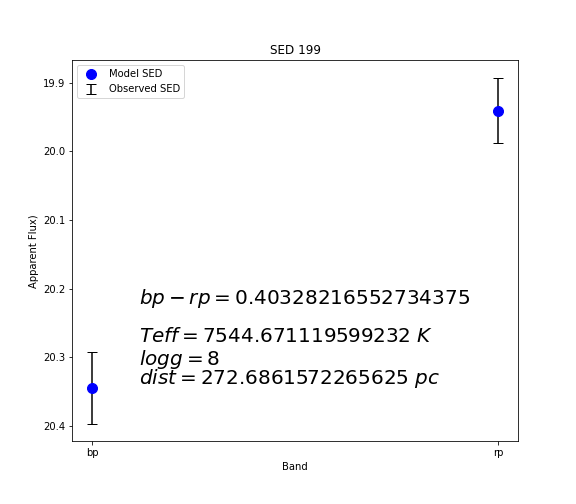 SED 199
Model SED
Observed SED
19.9
20.0
20.1
20.2
20.3
20.4
Apparent Flux)
bp − rp = 0.40328216552734375
Teff = 7544.671119599232 K
logg = 8
dist = 272.6861572265625 pc
bp
rp
Band